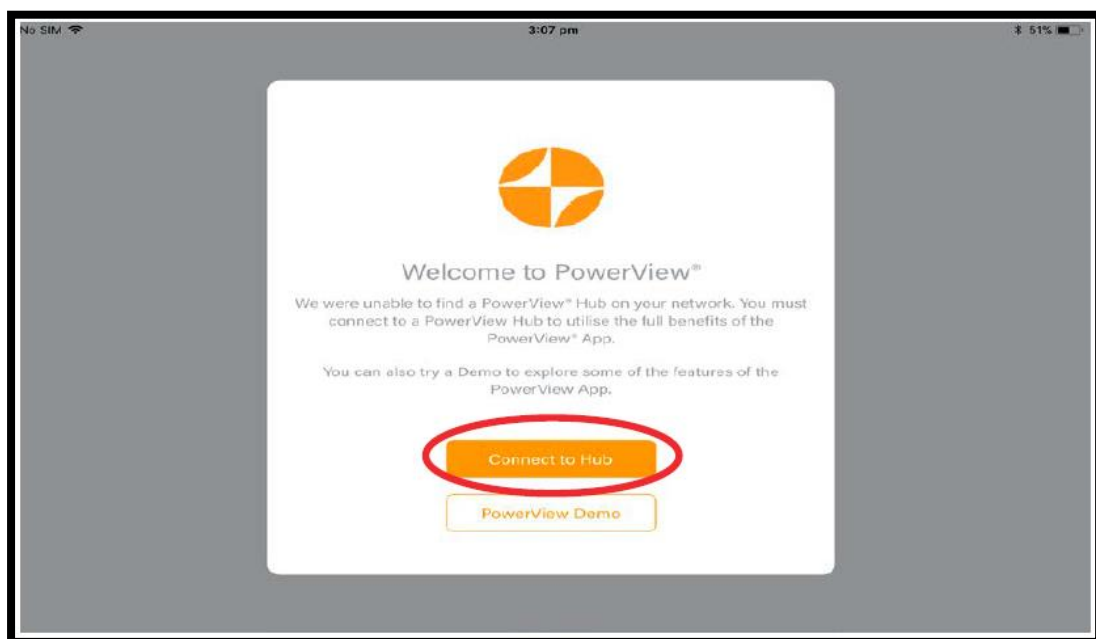 No SIM 3:07 pm 51%
Welcome to PowerView®
We were unable to find a PowerView® Hub on your network. You must
connect to a PowerView Hub to utilise the full benefits of the
PowerView® App.
You can also try a Demo to explore some of the features of the
PowerView App.
Connect to Hub
PowerView Demo